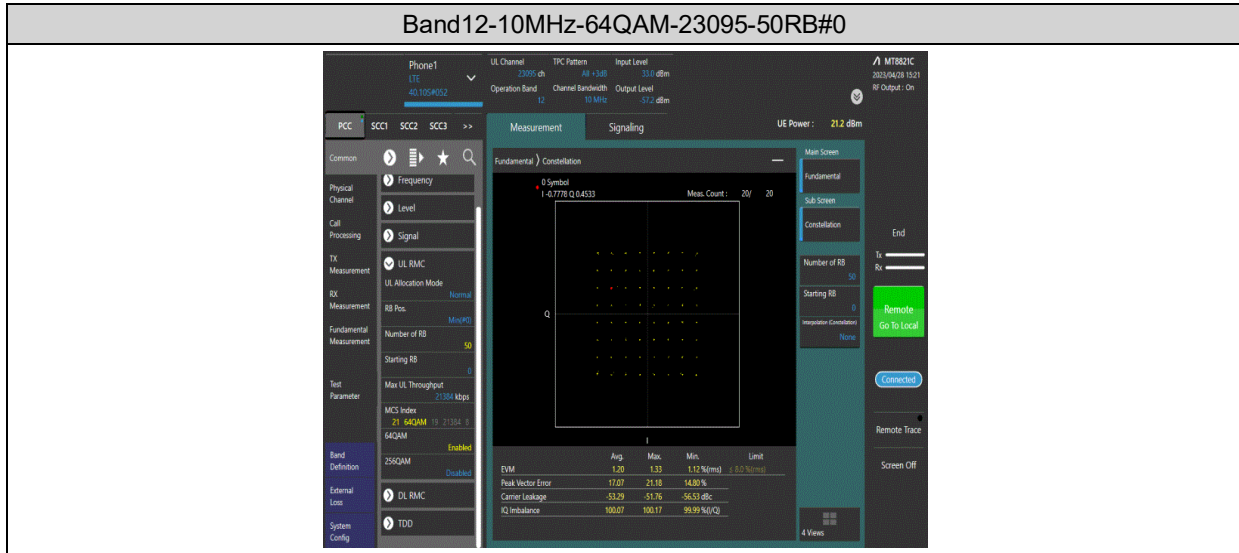 Band12-10MHz-64QAM-23095-50RB#0
Phone1
LTE
40.10S#052
UL Channel TPC Pattern Input Level
23095 ch All +3dB 33.0 dBm
Operation Band Channel Bandwidth Output Level
12 10 MHz -57.2 dBm
MT8821C
2023/04/28 15:21
RF Output : On
PCC SCC1 SCC2 SCC3 >>
Measurement Signaling
UE Power : 21.2 dBm
Common
Physical
Channel
Call
Processing
TX
Measurement
RX
Measurement
Fundamental
Measurement
Test
Parameter
Band
Definition
External
Loss
System
Config
Frequency
Level
Signal
UL RMC
UL Allocation Mode
Normal
RB Pos.
Min(#0)
Number of RB
50
Starting RB
0
Max UL Throughput
21384 kbps
MCS Index
21 64QAM 19 21384 0
64QAM
Enabled
256QAM
Disabled
DL RMC
TDD
Fundamental Constellation
0 Symbol
I -0.7778 Q 0.4533
Meas. Count : 20/ 20
Q
I
Avg. Max. Min. Limit
EVM 1.20 1.33 1.12 %(rms) ≤ 8.0 %(rms)
Peak Vector Error 17.07 21.18 14.80 %
Carrier Leakage -53.29 -51.76 -56.53 dBc
IQ Imbalance 100.07 100.17 99.99 %(I/Q)
Main Screen
Fundamental
Sub Screen
Constellation
Number of RB
50
Starting RB
0
Interpolation (Constellation)
None
4 Views
End
Tx
Rx
Remote
Go To Local
Connected
Remote Trace
Screen Off